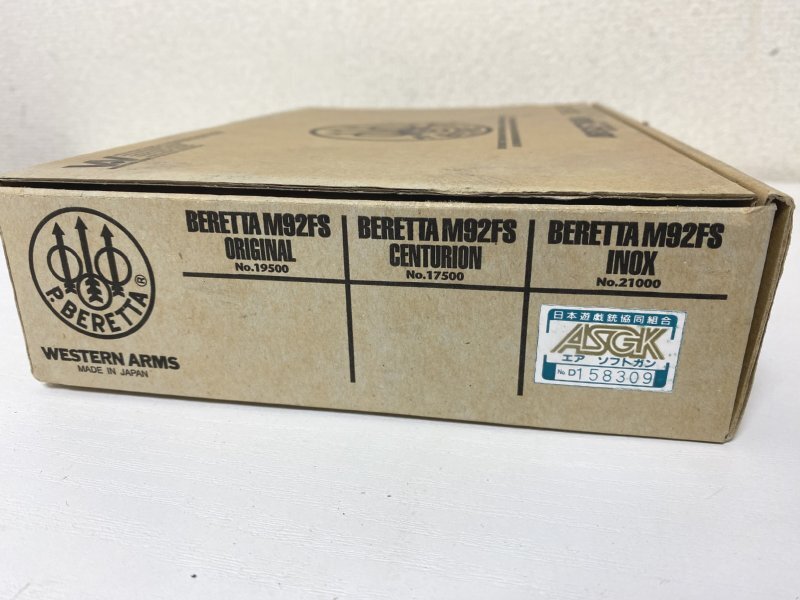 P. BERETTA ®
WESTERN ARMS
MADE IN JAPAN
BERETTA M92FS
ORIGINAL
No.19500
BERETTA M92FS
CENTURION
No.17500
BERETTA M92FS
INOX
No.21000
日本遊戯銃協同組合
ASGK
エア ソフトガン
No D158309